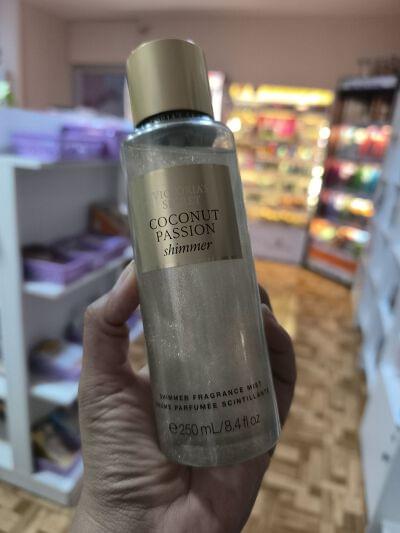 VICTORIA'S
SECRET
COCONUT
PASSION
shimmer
SHIMMER FRAGRANCE MIST
BRUME PARFUMÉE SCINTILLANTE
℮250 mL/8.4 fl oz